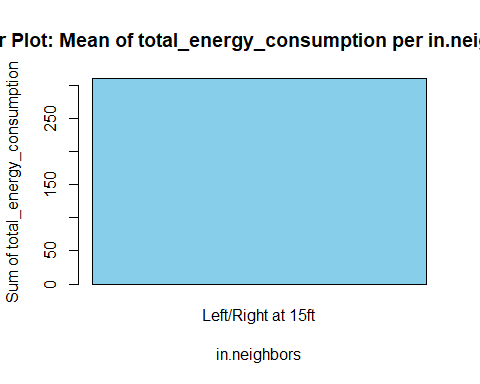 r Plot: Mean of total_energy_consumption per in.neig
Sum of total_energy_consumption
250
150
50
0
Left/Right at 15ft
in.neighbors